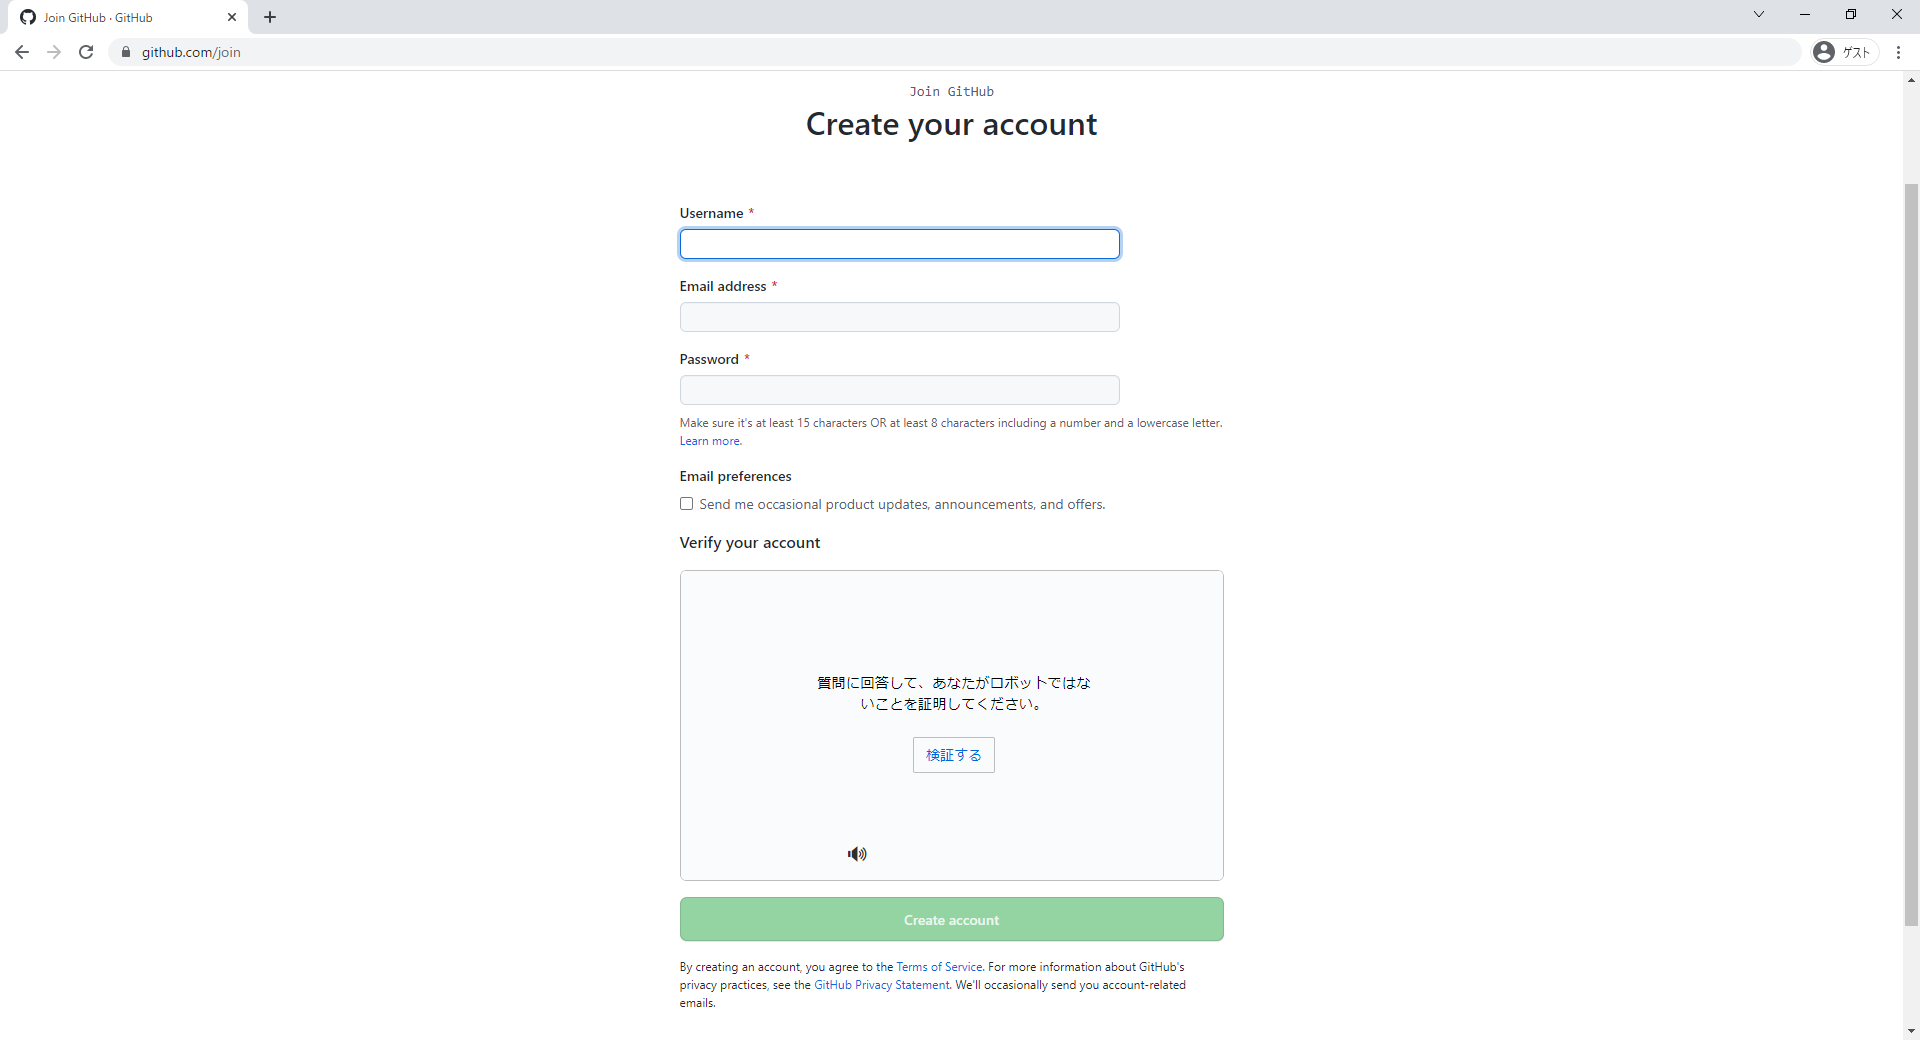 Join GitHub · GitHub
github.com/join
ゲスト
Join GitHub
Create your account
Username *
Email address *
Password *
Make sure it's at least 15 characters OR at least 8 characters including a number and a lowercase letter.
Learn more.
Email preferences
Send me occasional product updates, announcements, and offers.
Verify your account
質問に回答して、あなたがロボットではな
いことを証明してください。
検証する
Create account
By creating an account, you agree to the Terms of Service. For more information about GitHub's
privacy practices, see the GitHub Privacy Statement. We'll occasionally send you account-related
emails.